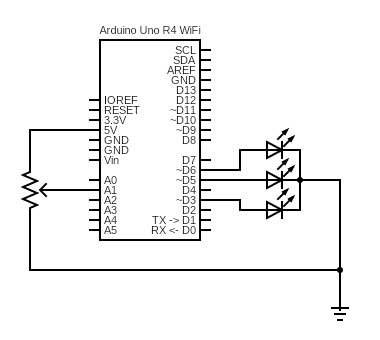 Arduino Uno R4 WiFi
SCL
SDA
AREF
GND
D13
IOREF D12
RESET ~D11
3.3V ~D10
5V ~D9
GND D8
GND
Vin D7
~D6
A0 ~D5
A1 D4
A2 ~D3
A3 D2
A4 TX -> D1
A5 RX <- D0